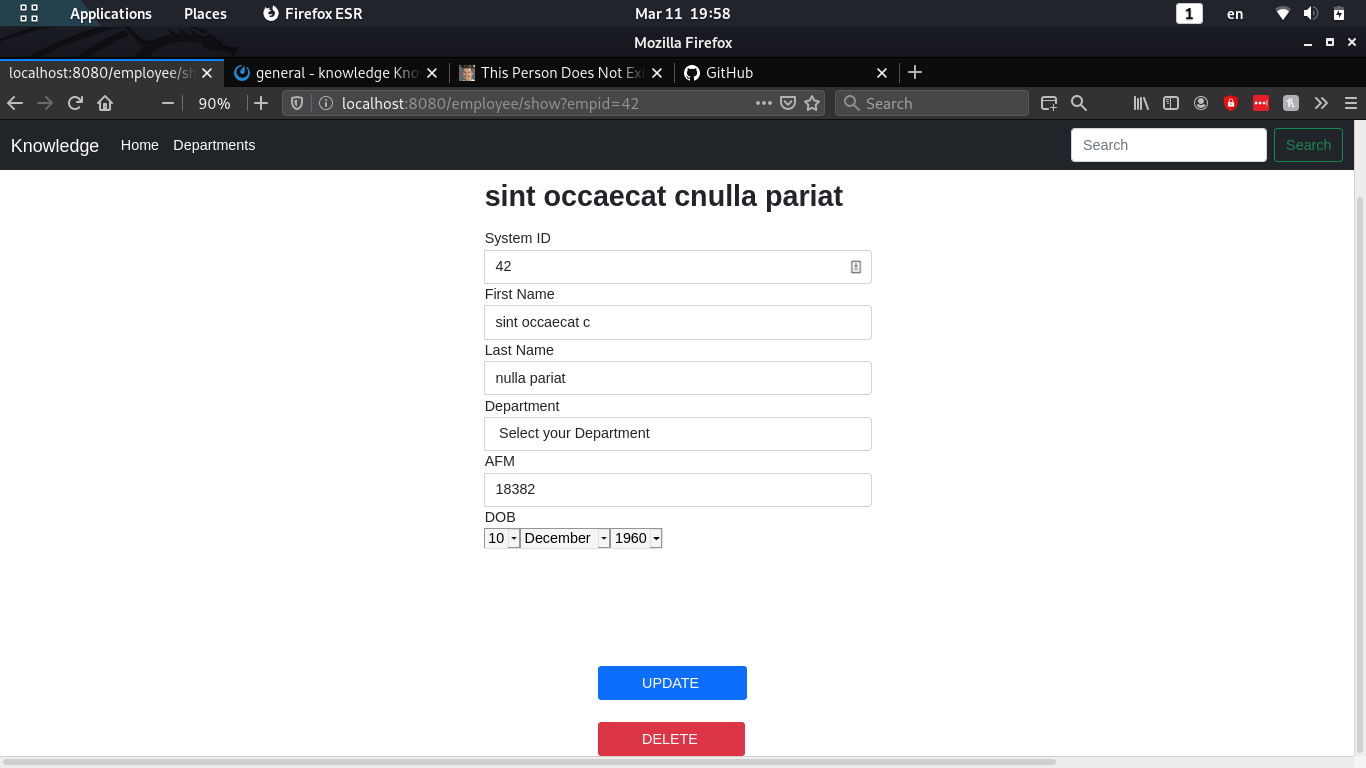 Applications Places Firefox ESR Mar 11 19:58 1 en
Mozilla Firefox
localhost:8080/employee/sh general - knowledge Kno This Person Does Not Exi GitHub
90% localhost:8080/employee/show?empid=42 Search
Knowledge Home Departments Search Search
sint occaecat cnulla pariat
System ID
42
First Name
sint occaecat c
Last Name
nulla pariat
Department
Select your Department
AFM
18382
DOB
10 December 1960
UPDATE
DELETE